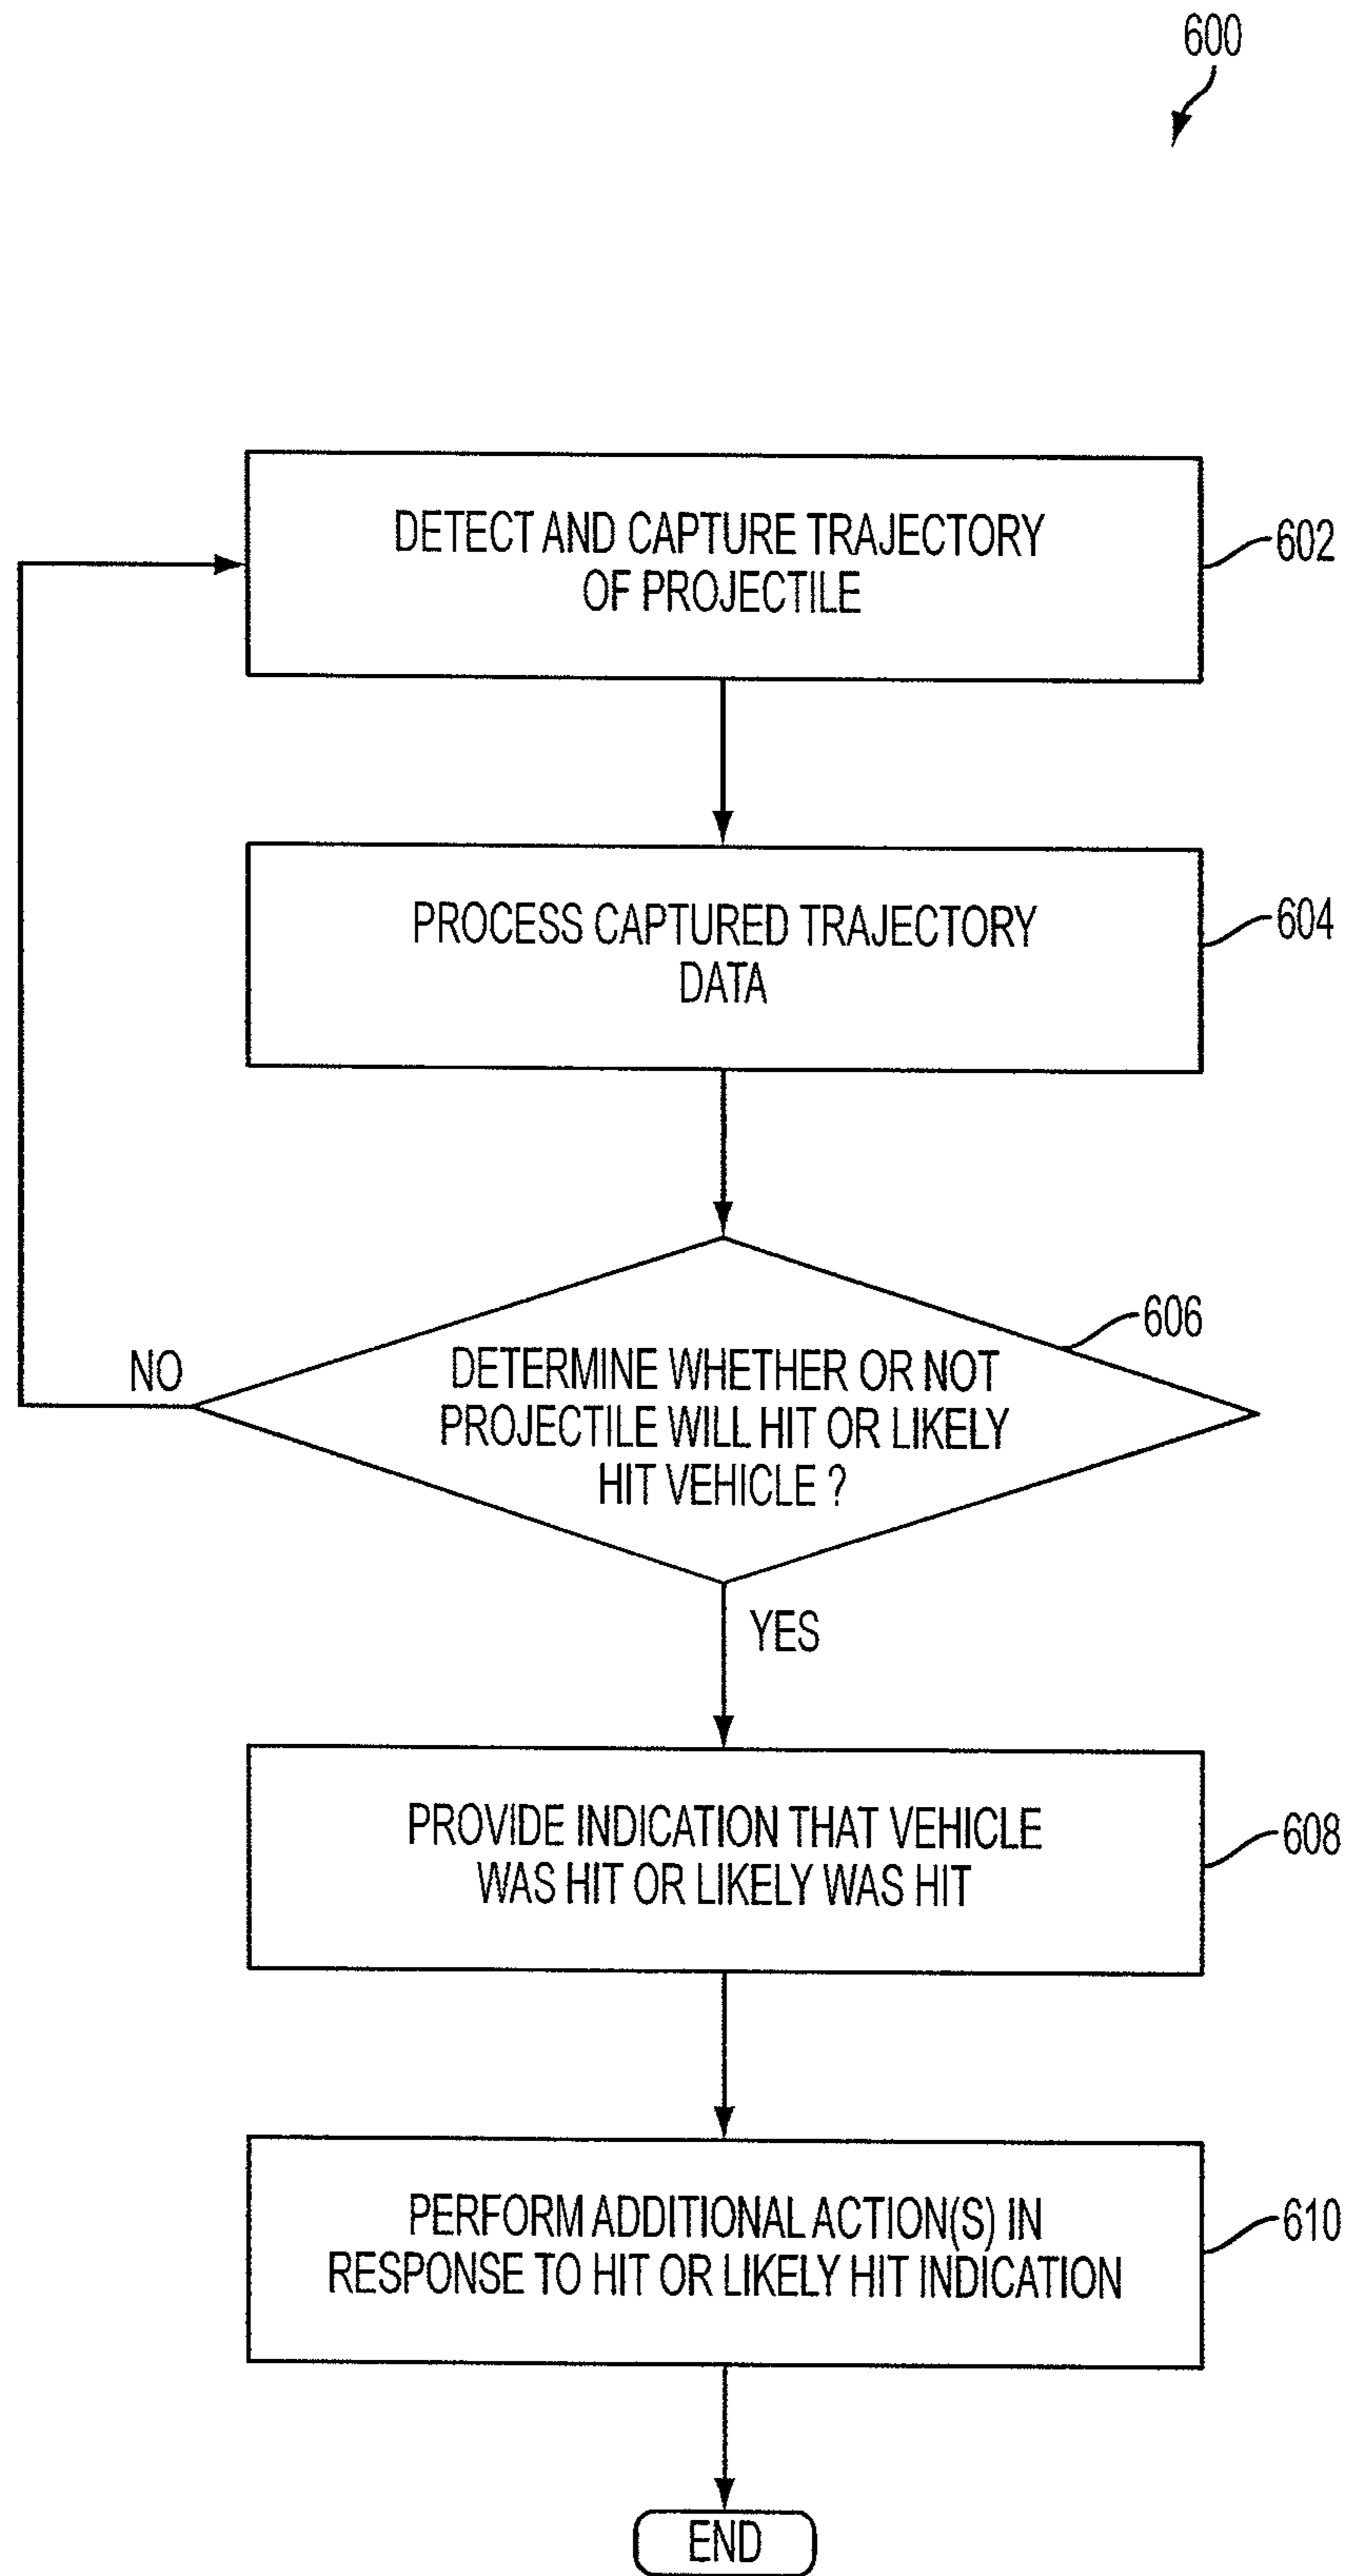 600
DETECT AND CAPTURE TRAJECTORY
OF PROJECTILE
602
PROCESS CAPTURED TRAJECTORY
DATA
604
606
DETERMINE WHETHER OR NOT
PROJECTILE WILL HIT OR LIKELY
HIT VEHICLE ?
NO
YES
PROVIDE INDICATION THAT VEHICLE
WAS HIT OR LIKELY WAS HIT
608
PERFORM ADDITIONAL ACTION(S) IN
RESPONSE TO HIT OR LIKELY HIT INDICATION
610
END